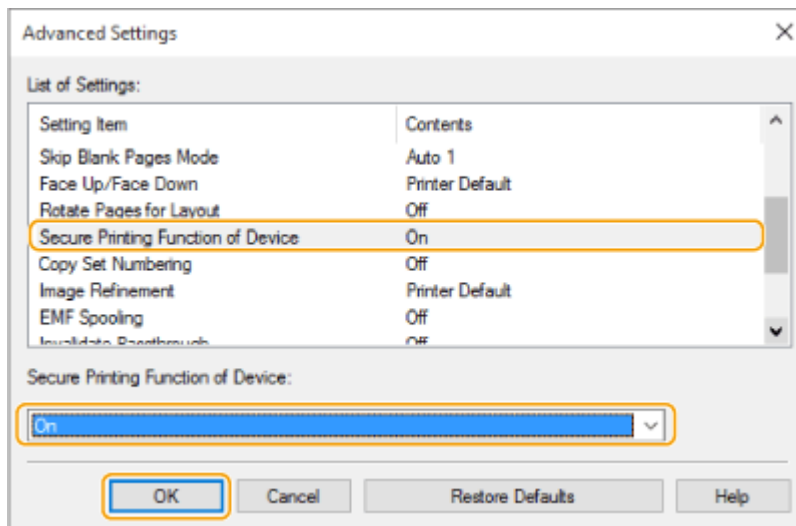 Advanced Settings
List of Settings:
Setting Item Contents
Skip Blank Pages Mode Auto 1
Face Up/Face Down Printer Default
Rotate Pages for Layout Off
Secure Printing Function of Device On
Copy Set Numbering Off
Image Refinement Printer Default
EMF Spooling Off
Secure Printing Function of Device:
On
OK Cancel Restore Defaults Help